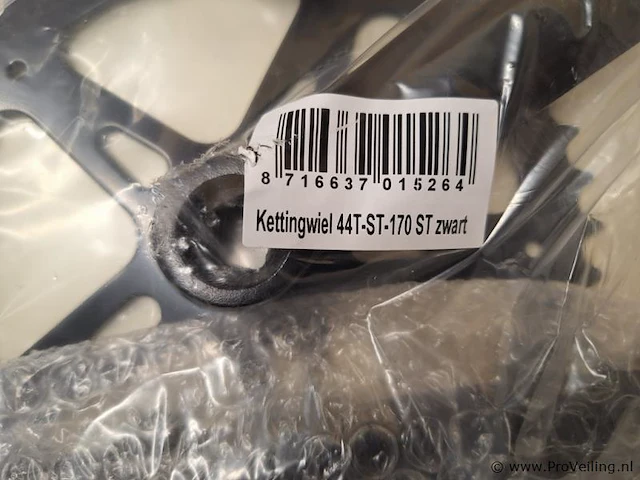 8 716637 015264
Kettingwiel 44T-ST-170 ST zwart
© www.ProVeiling.nl